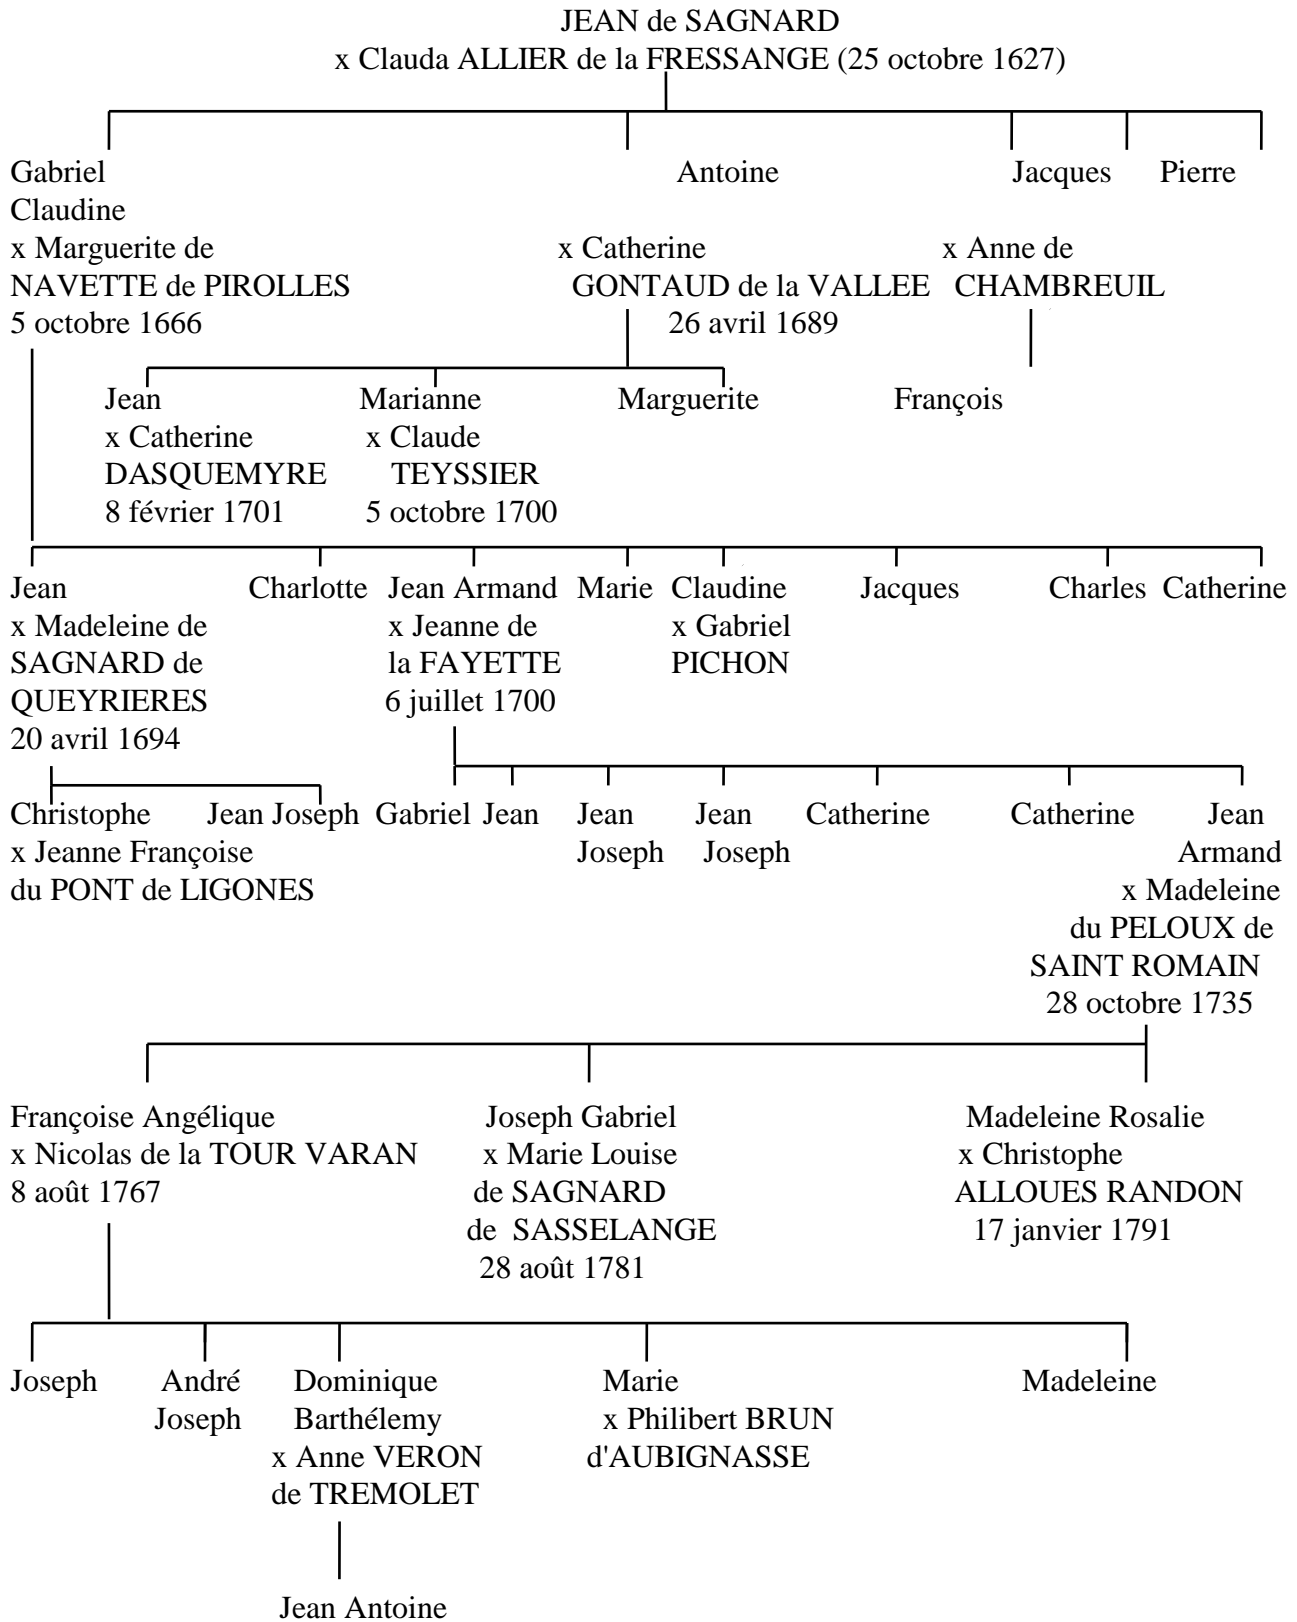 JEAN de SAGNARD
x Clauda ALLIER de la FRESSANGE (25 octobre 1627)
Gabriel Antoine Jacques Pierre
Claudine
x Marguerite de x Catherine x Anne de
NAVETTE de PIROLLES GONTAUD de la VALLEE CHAMBREUIL
5 octobre 1666 26 avril 1689
Jean Marianne Marguerite François
x Catherine x Claude
DASQUEMYRE TEYSSIER
8 février 1701 5 octobre 1700
Jean Charlotte Jean Armand Marie Claudine Jacques Charles Catherine
x Madeleine de x Jeanne de x Gabriel
SAGNARD de la FAYETTE PICHON
QUEYRIERES 6 juillet 1700
20 avril 1694
Christophe Jean Joseph Gabriel Jean Jean Jean Catherine Catherine Jean
x Jeanne Françoise Joseph Joseph Armand
du PONT de LIGONES x Madeleine
du PELOUX de
SAINT ROMAIN
28 octobre 1735
Françoise Angélique Joseph Gabriel Madeleine Rosalie
x Nicolas de la TOUR VARAN x Marie Louise x Christophe
8 août 1767 de SAGNARD ALLOUES RANDON
de SASSELANGE 17 janvier 1791
28 août 1781
Joseph André Dominique Marie Madeleine
Joseph Barthélemy x Philibert BRUN
x Anne VERON d'AUBIGNASSE
de TREMOLET
Jean Antoine